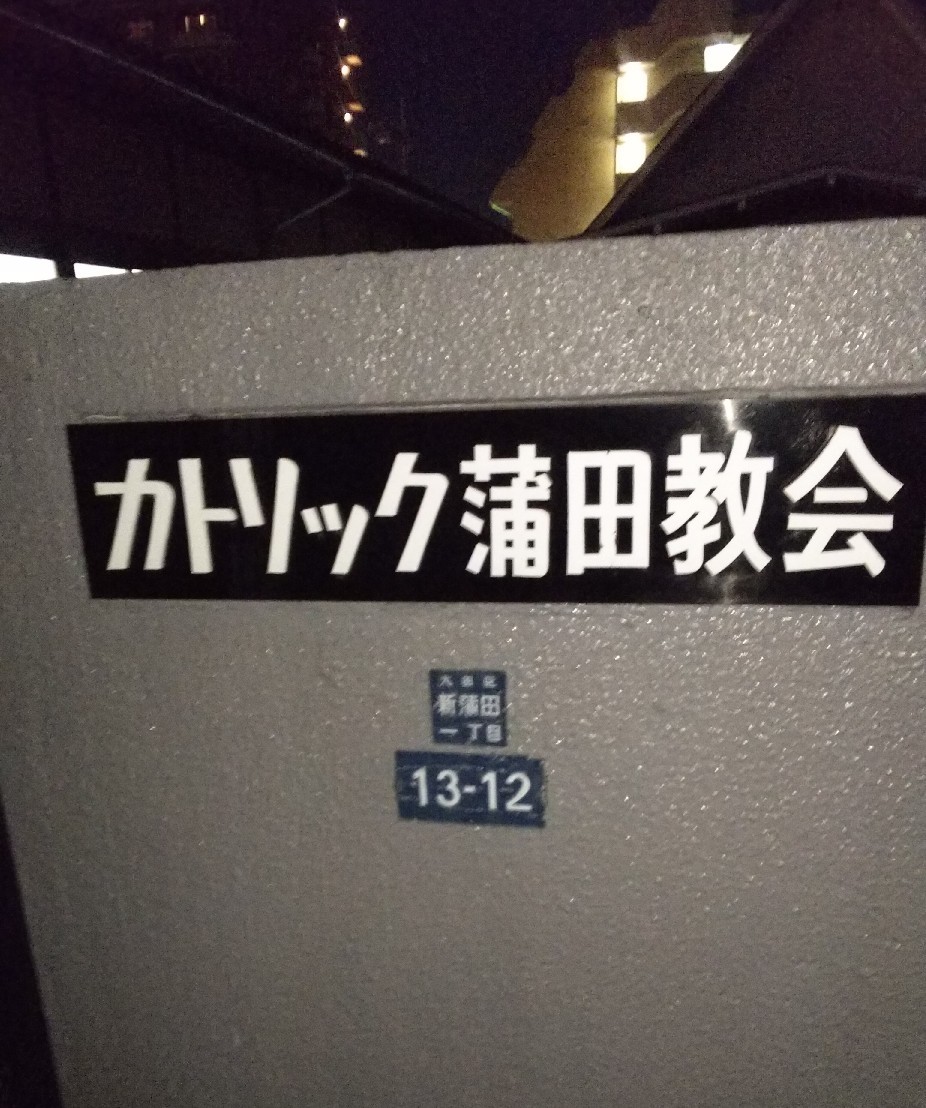 カトリック蒲田教会
大田区
新蒲田
一丁目
13-12